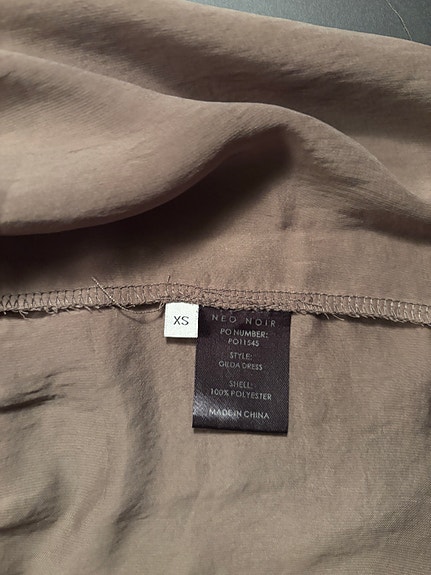 XS
NEO NOIR
PO NUMBER:
PO11545
STYLE:
GILDA DRESS
SHELL:
100% POLYESTER
MADE IN CHINA